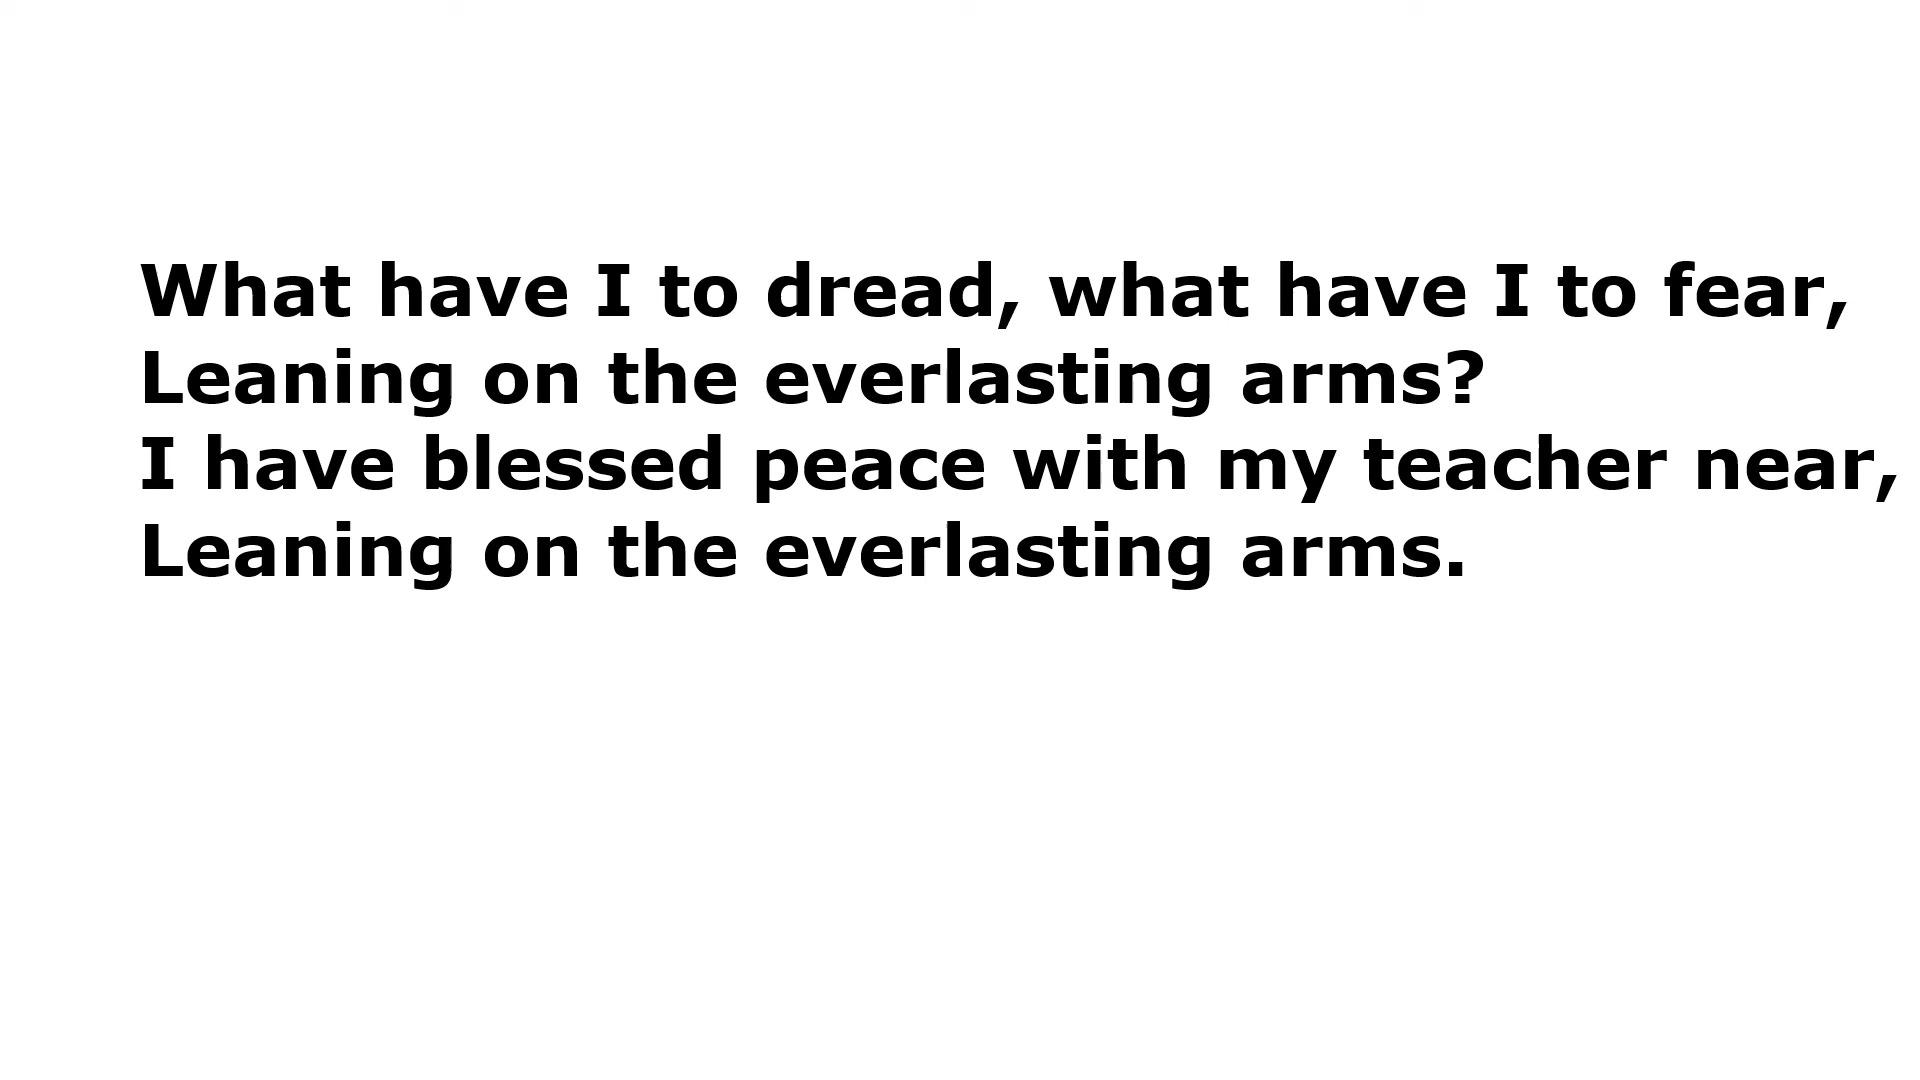 What have I to dread, what have I to fear,
Leaning on the everlasting arms?
I have blessed peace with my teacher near,
Leaning on the everlasting arms.